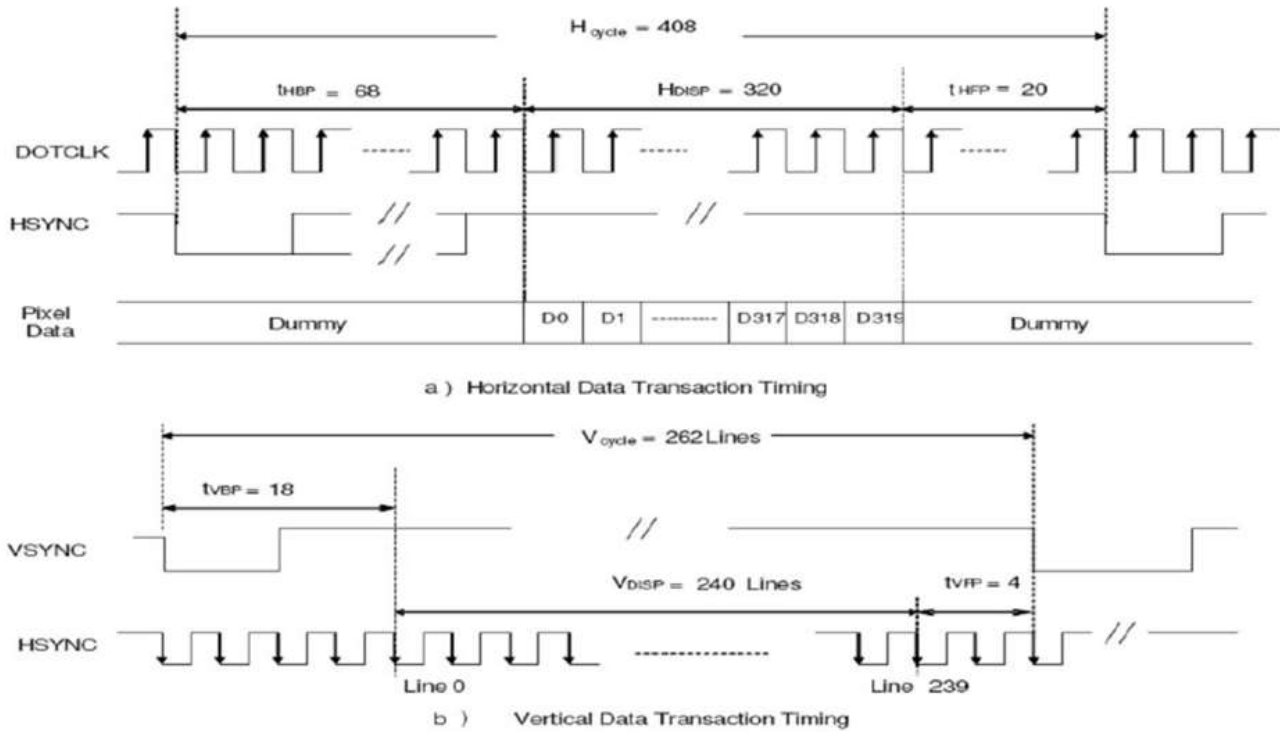 H cycle = 408
tHBP = 68
HDISP = 320
t HFP = 20
DOTCLK
HSYNC
Pixel Data
Dummy
D0
D1
D317
D318
D319
Dummy
a ) Horizontal Data Transaction Timing
V cycle = 262 Lines
tVBP = 18
VSYNC
VDISP = 240 Lines
tVFP = 4
HSYNC
Line 0
Line 239
b ) Vertical Data Transaction Timing